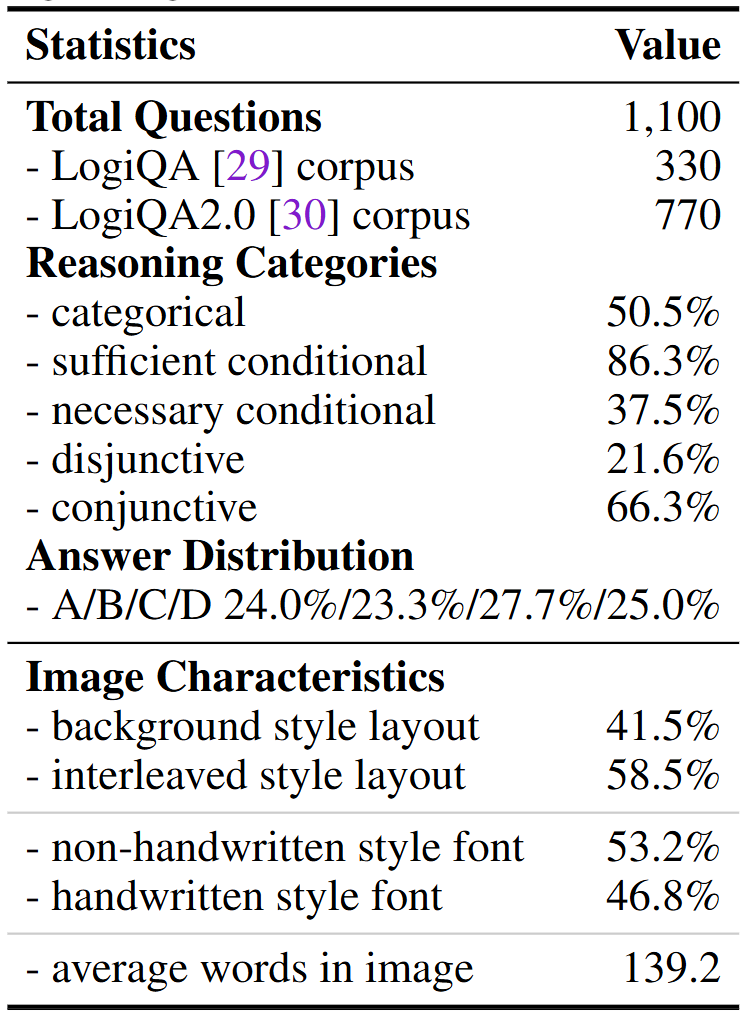 Statistics Value
Total Questions 1,100
- LogiQA [29] corpus 330
- LogiQA2.0 [30] corpus 770
Reasoning Categories
- categorical 50.5%
- sufficient conditional 86.3%
- necessary conditional 37.5%
- disjunctive 21.6%
- conjunctive 66.3%
Answer Distribution
- A/B/C/D 24.0%/23.3%/27.7%/25.0%
Image Characteristics
- background style layout 41.5%
- interleaved style layout 58.5%
- non-handwritten style font 53.2%
- handwritten style font 46.8%
- average words in image 139.2